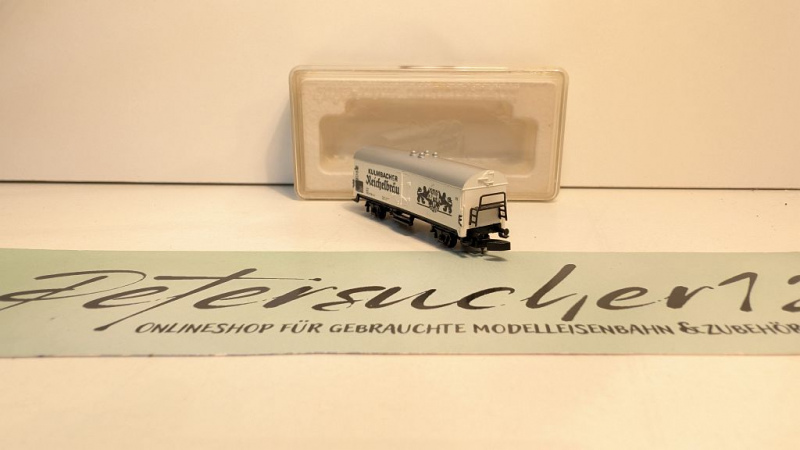 KULMBACHER
Reichelbräu
Petersucher12
ONLINESHOP FÜR GEBRAUCHTE MODELLEISENBAHN & ZUBEHÖR